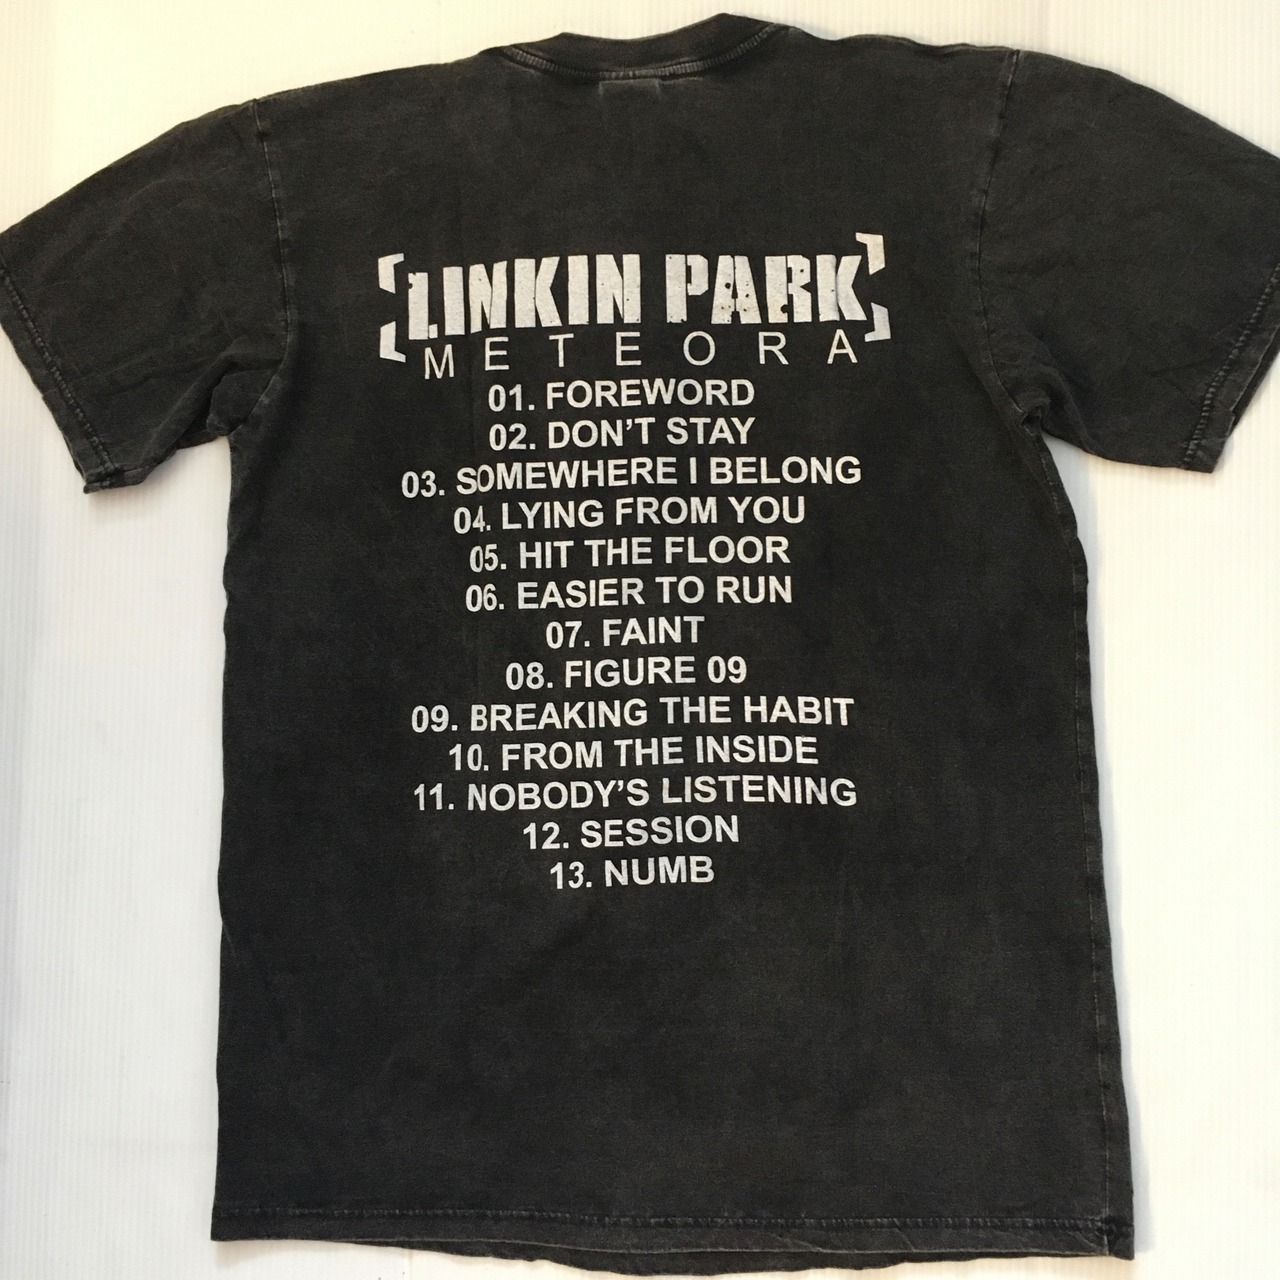 [LINKIN PARK]
METEORA
01. FOREWORD
02. DON'T STAY
03. SOMEWHERE I BELONG
04. LYING FROM YOU
05. HIT THE FLOOR
06. EASIER TO RUN
07. FAINT
08. FIGURE 09
09. BREAKING THE HABIT
10. FROM THE INSIDE
11. NOBODY'S LISTENING
12. SESSION
13. NUMB